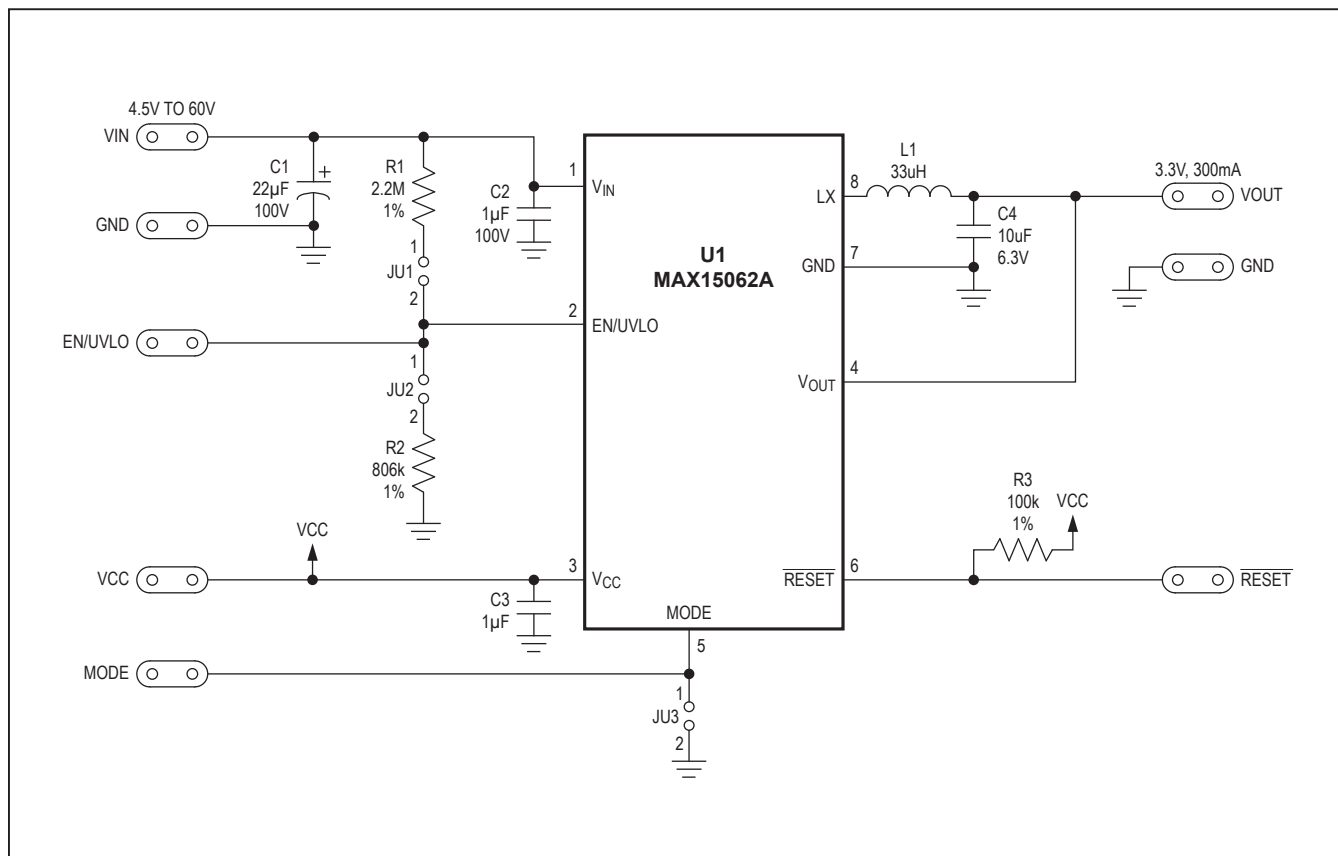 4.5V TO 60V
VIN
C1
22µF
100V
+
R1
2.2M
1%
C2
1µF
100V
1
VIN
GND
1
JU1
2
2
EN/UVLO
EN/UVLO
1
JU2
2
R2
806k
1%
VCC
VCC
3
VCC
C3
1µF
MODE
MODE
5
1
JU3
2
U1
MAX15062A
LX
8
L1
33uH
3.3V, 300mA
VOUT
C4
10uF
6.3V
GND
7
GND
VOUT
4
R3
100k
1%
VCC
RESET
6
RESET